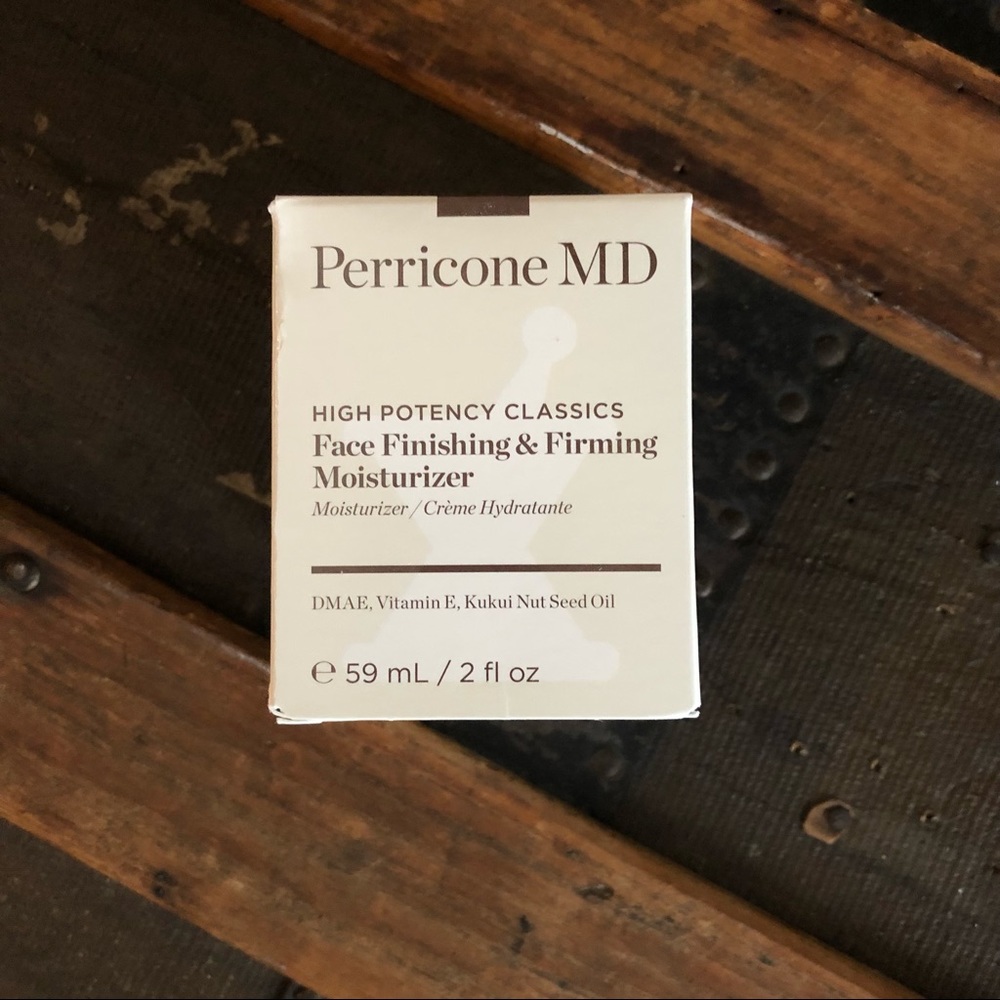 Perricone MD
HIGH POTENCY CLASSICS
Face Finishing & Firming
Moisturizer
Moisturizer / Crème Hydratante
DMAE, Vitamin E, Kukui Nut Seed Oil
℮ 59 mL / 2 fl oz